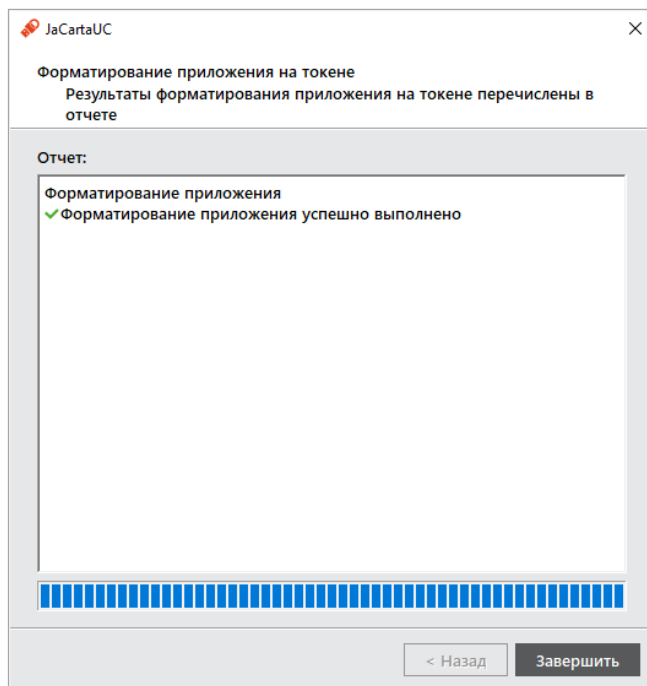 JaCartaUC
Форматирование приложения на токене
Результаты форматирования приложения на токене перечислены в
отчете
Отчет:
Форматирование приложения
Форматирование приложения успешно выполнено
< Назад
Завершить